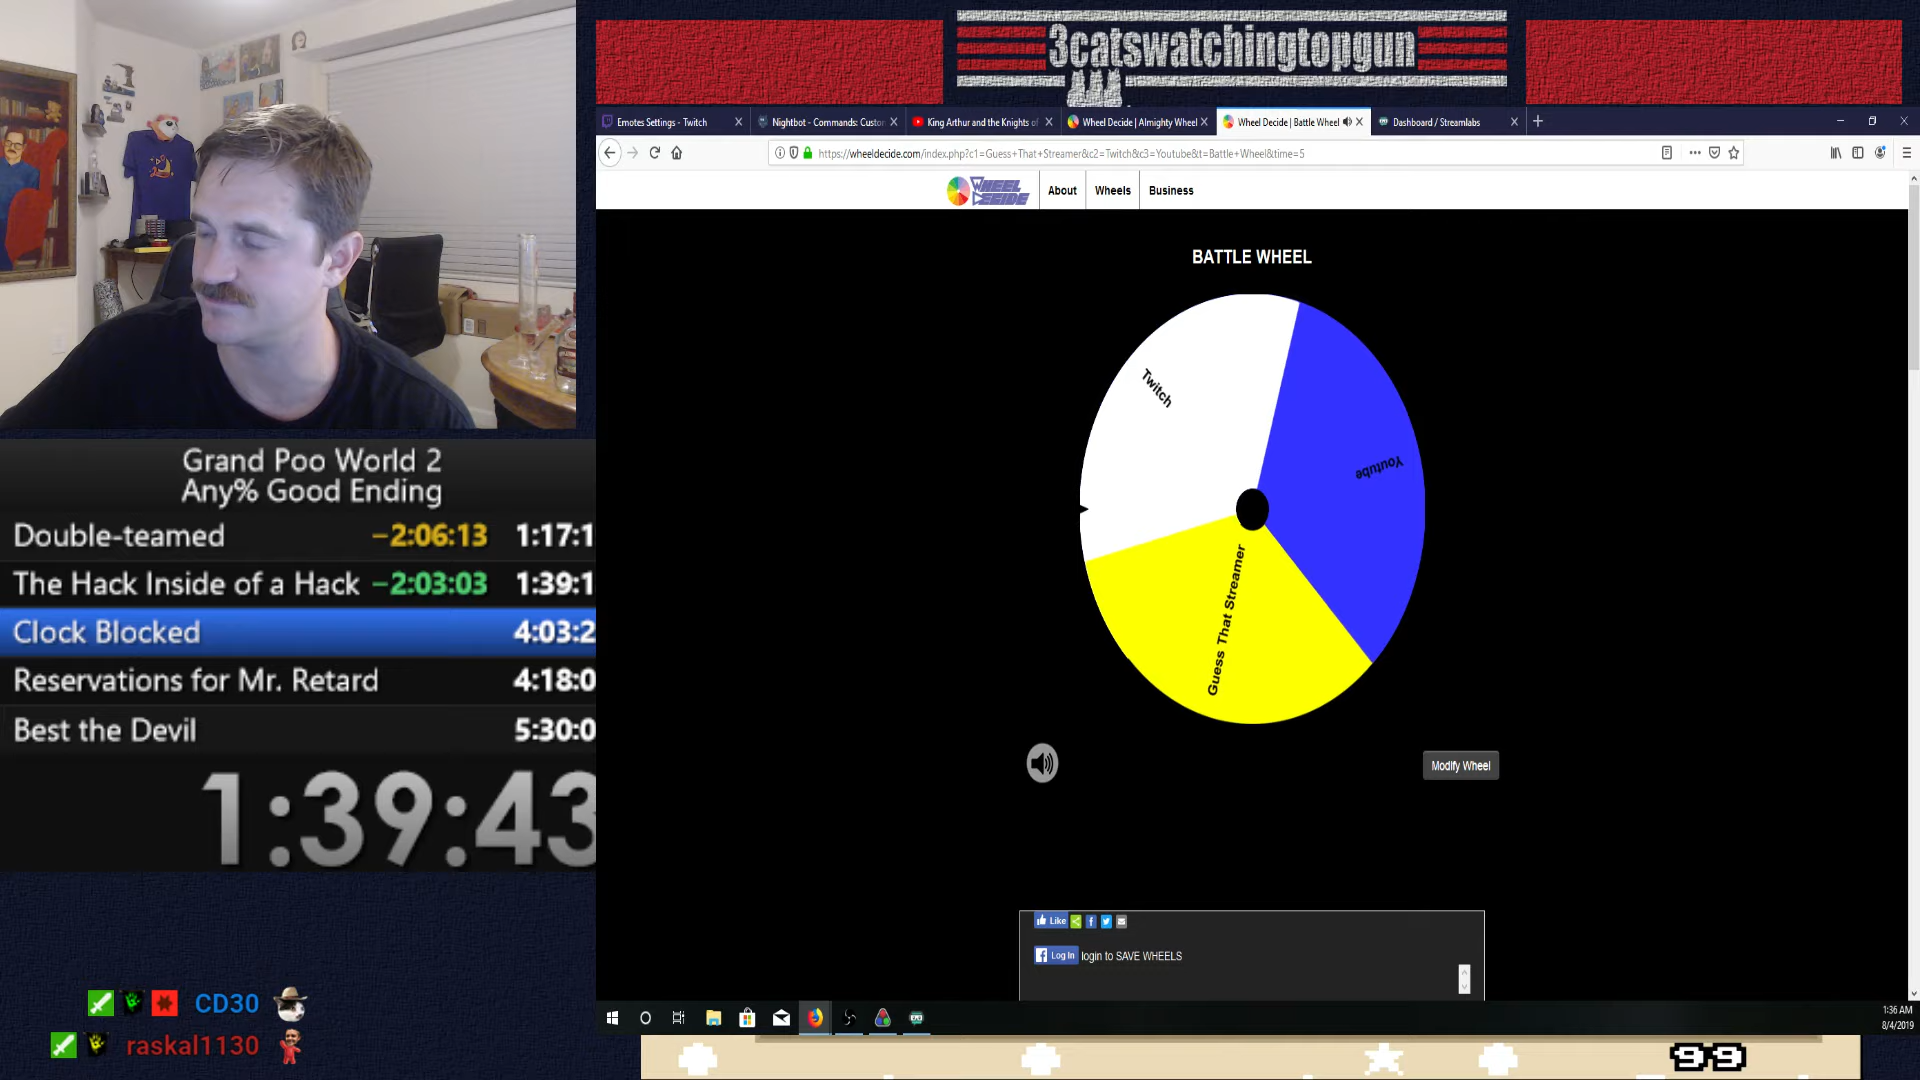 3catswatchingtopgun
Emotes Settings - Twitch
Nightbot - Commands: Custo
King Arthur and the Knights of
Wheel Decide | Almighty Wheel
Wheel Decide | Battle Wheel
Dashboard / Streamlabs
https://wheeldecide.com/index.php?c1=Guess+That+Streamer&c2=Twitch&c3=Youtube&t=Battle+Wheel&time=5
WHEEL DECIDE
About
Wheels
Business
BATTLE WHEEL
Twitch
Youtube
Guess That Streamer
Modify Wheel
Like
Log In login to SAVE WHEELS
Grand Poo World 2
Any% Good Ending
Double-teamed −2:06:13 1:17:1
The Hack Inside of a Hack −2:03:03 1:39:1
Clock Blocked 4:03:2
Reservations for Mr. Retard 4:18:0
Best the Devil 5:30:0
1:39:43
CD30
raskal1130
1:36 AM
8/4/2019
99